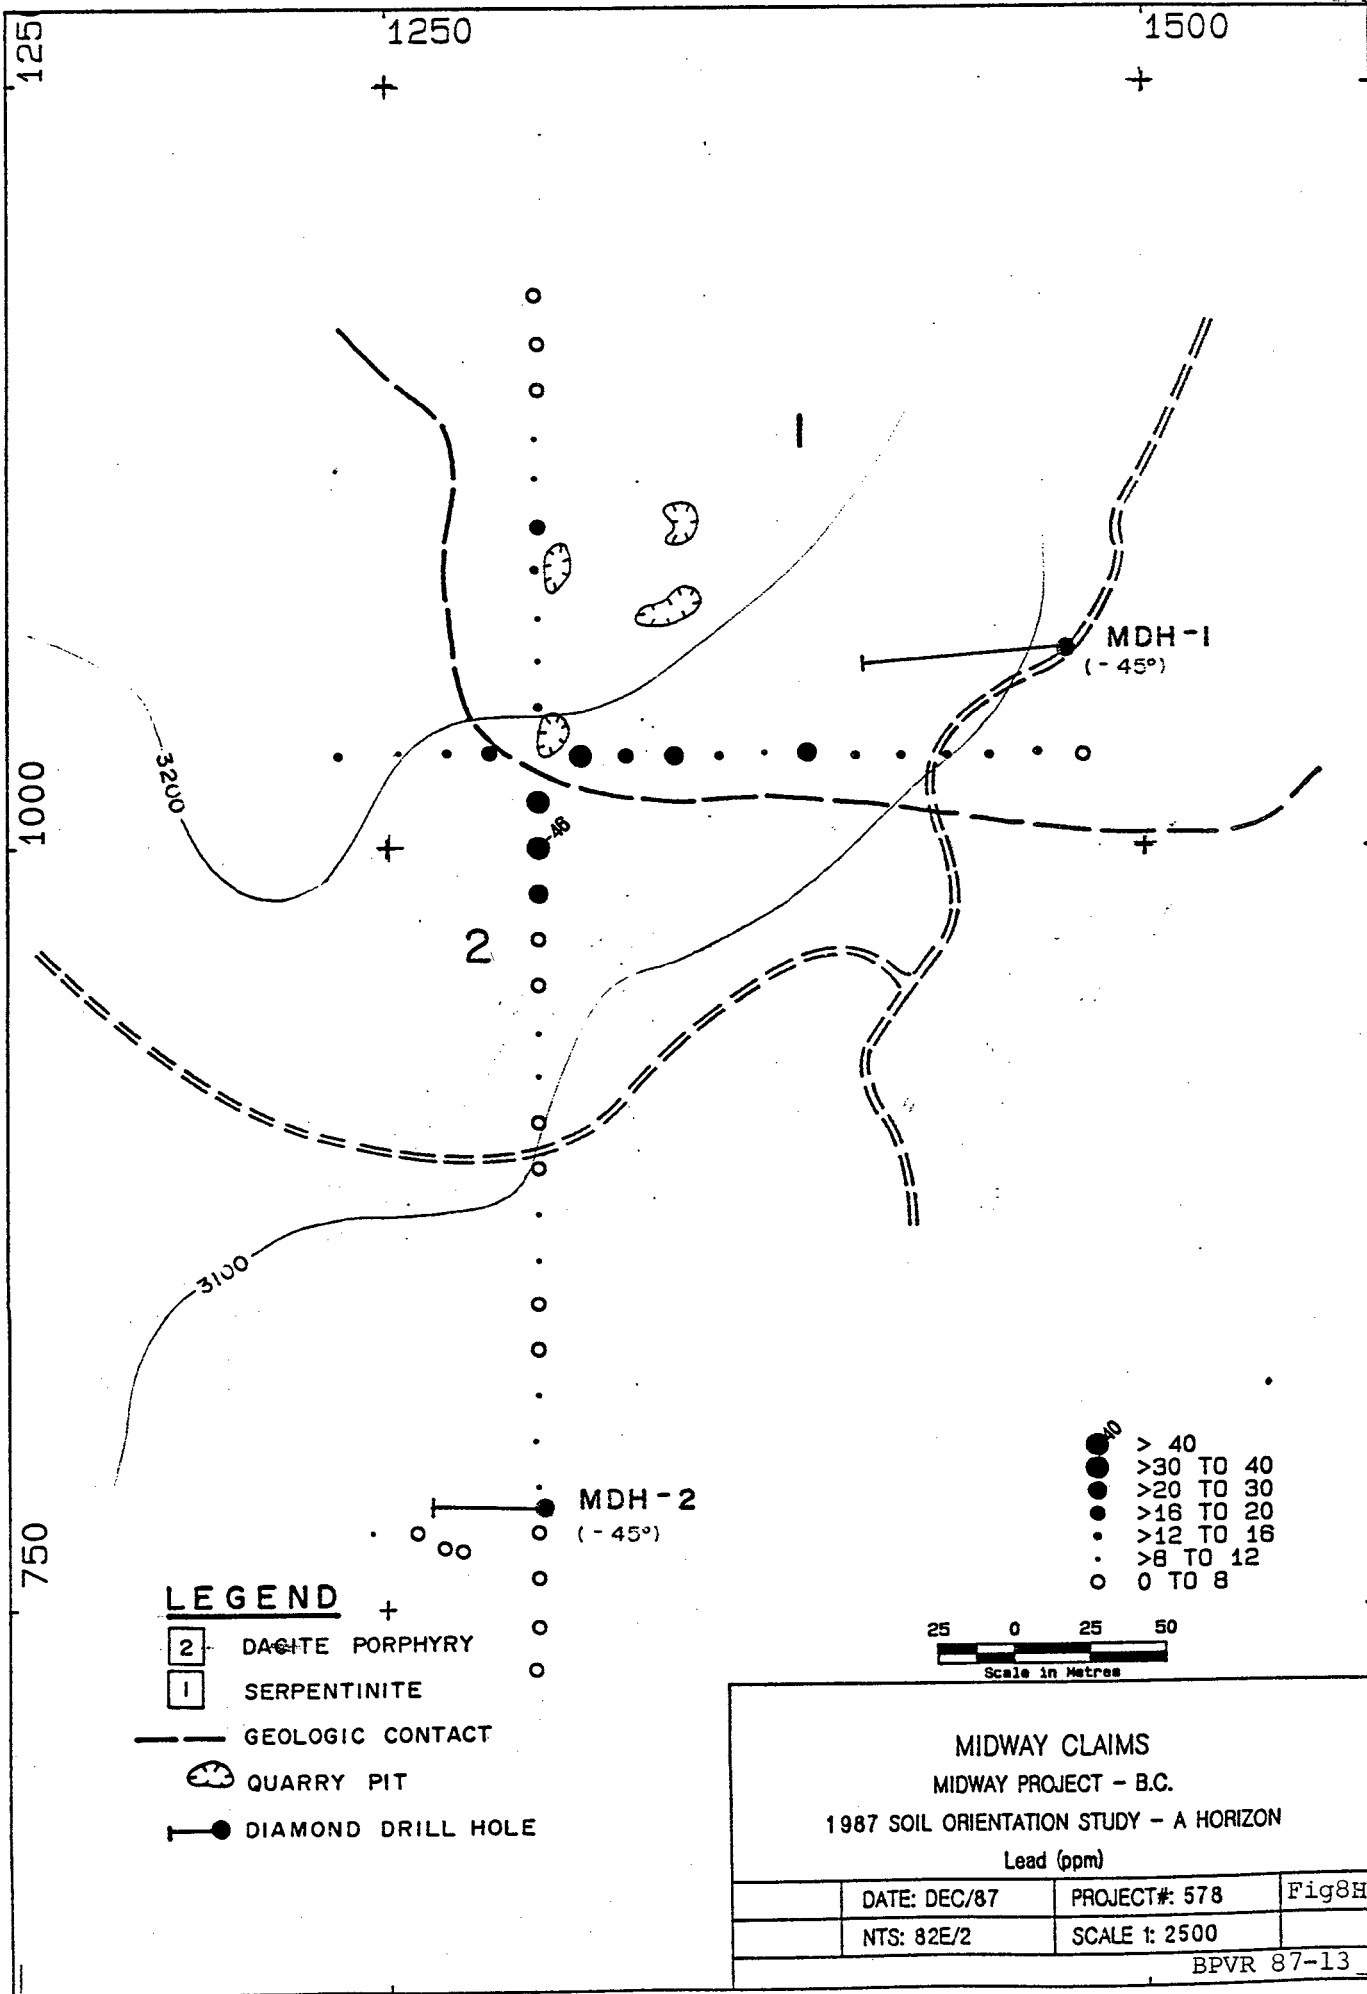 1250
1500
125
1
MDH-1
(-45°)
3200
1000
-46
2
3100
40
> 40
>30 TO 40
>20 TO 30
>16 TO 20
>12 TO 16
>8 TO 12
0 TO 8
MDH-2
(-45°)
750
LEGEND
2 DACITE PORPHYRY
1 SERPENTINITE
GEOLOGIC CONTACT
QUARRY PIT
DIAMOND DRILL HOLE
25 0 25 50
Scale in Metres
MIDWAY CLAIMS
MIDWAY PROJECT - B.C.
1987 SOIL ORIENTATION STUDY - A HORIZON
Lead (ppm)
DATE: DEC/87 PROJECT#: 578 Fig8H
NTS: 82E/2 SCALE 1: 2500
BPVR 87-13